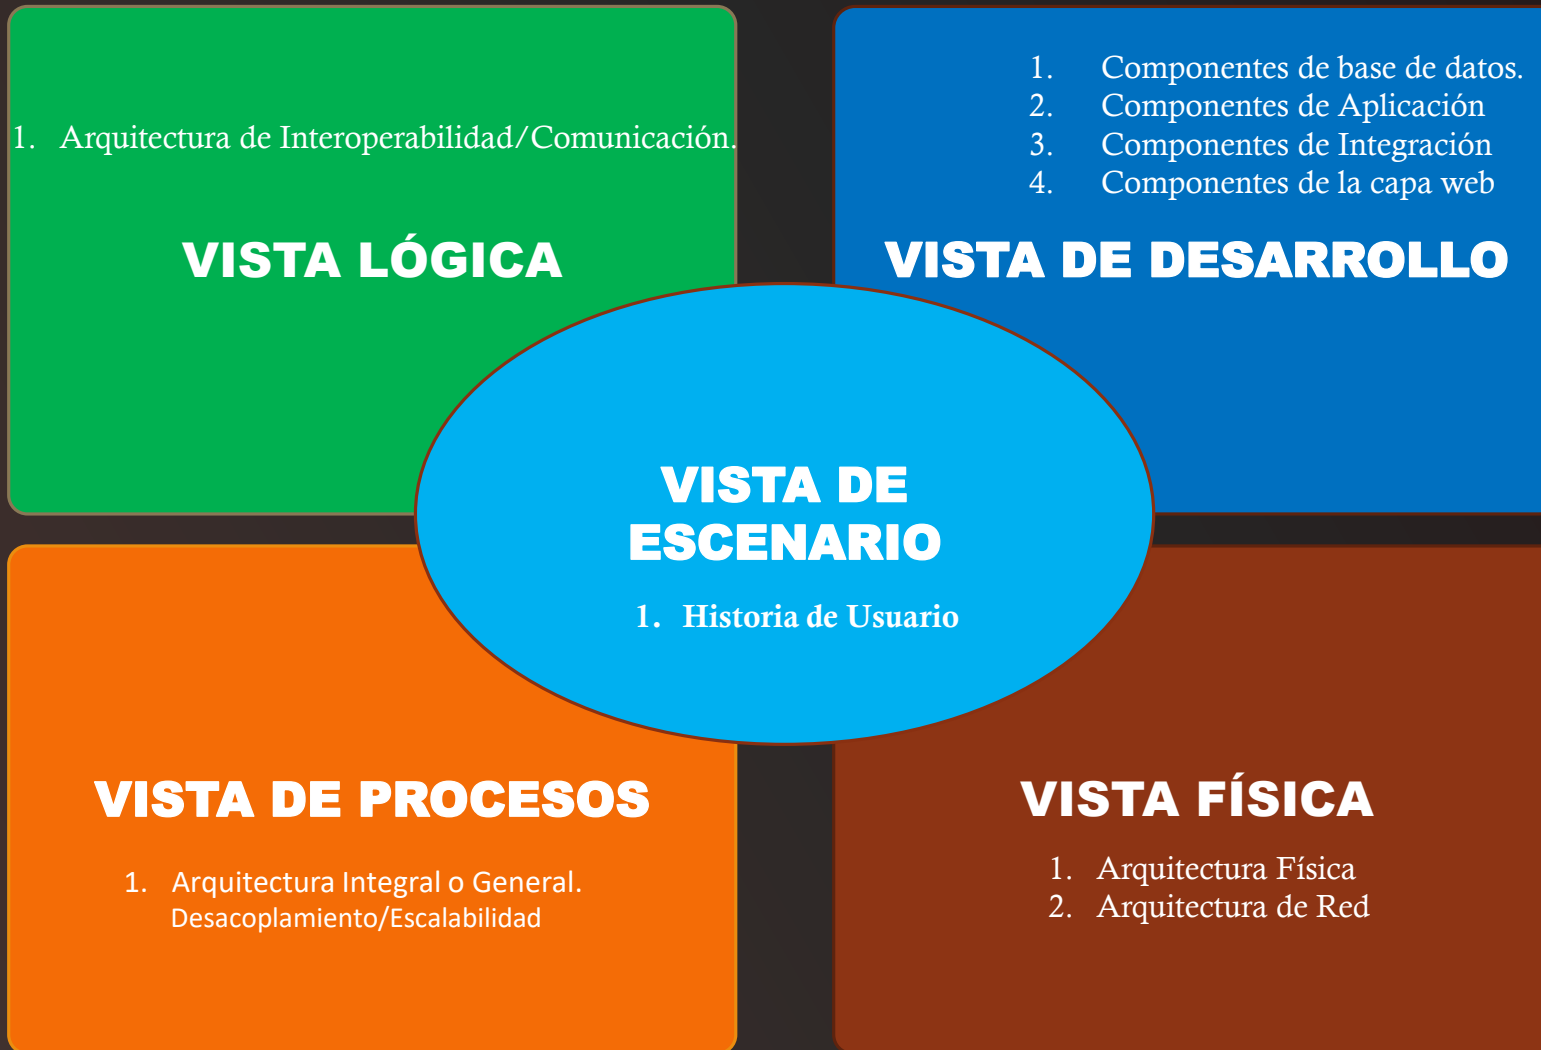 1. Arquitectura de Interoperabilidad/Comunicación.
VISTA LÓGICA
1. Componentes de base de datos.
2. Componentes de Aplicación
3. Componentes de Integración
4. Componentes de la capa web
VISTA DE DESARROLLO
VISTA DE
ESCENARIO
1. Historia de Usuario
VISTA DE PROCESOS
1. Arquitectura Integral o General.
Desacoplamiento/Escalabilidad
VISTA FÍSICA
1. Arquitectura Física
2. Arquitectura de Red